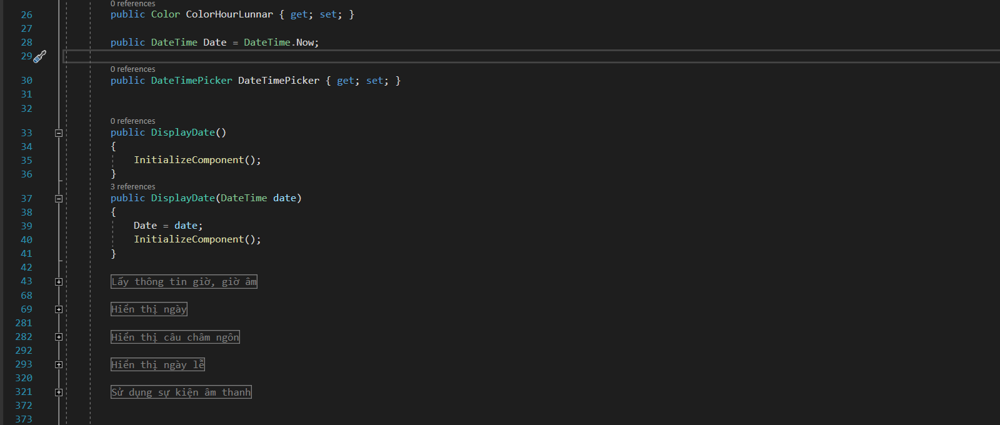 0 references
26 public Color ColorHourLunnar { get; set; }
27
28 public DateTime Date = DateTime.Now;
29
0 references
30 public DateTimePicker DateTimePicker { get; set; }
31
32
0 references
33 public DisplayDate()
34 {
35 InitializeComponent();
36 }
3 references
37 public DisplayDate(DateTime date)
38 {
39 Date = date;
40 InitializeComponent();
41 }
42
43 Lấy thông tin giờ, giờ âm
68
69 Hiển thị ngày
281
282 Hiển thị câu châm ngôn
292
293 Hiển thị ngày lễ
320
321 Sử dụng sự kiện âm thanh
372
373